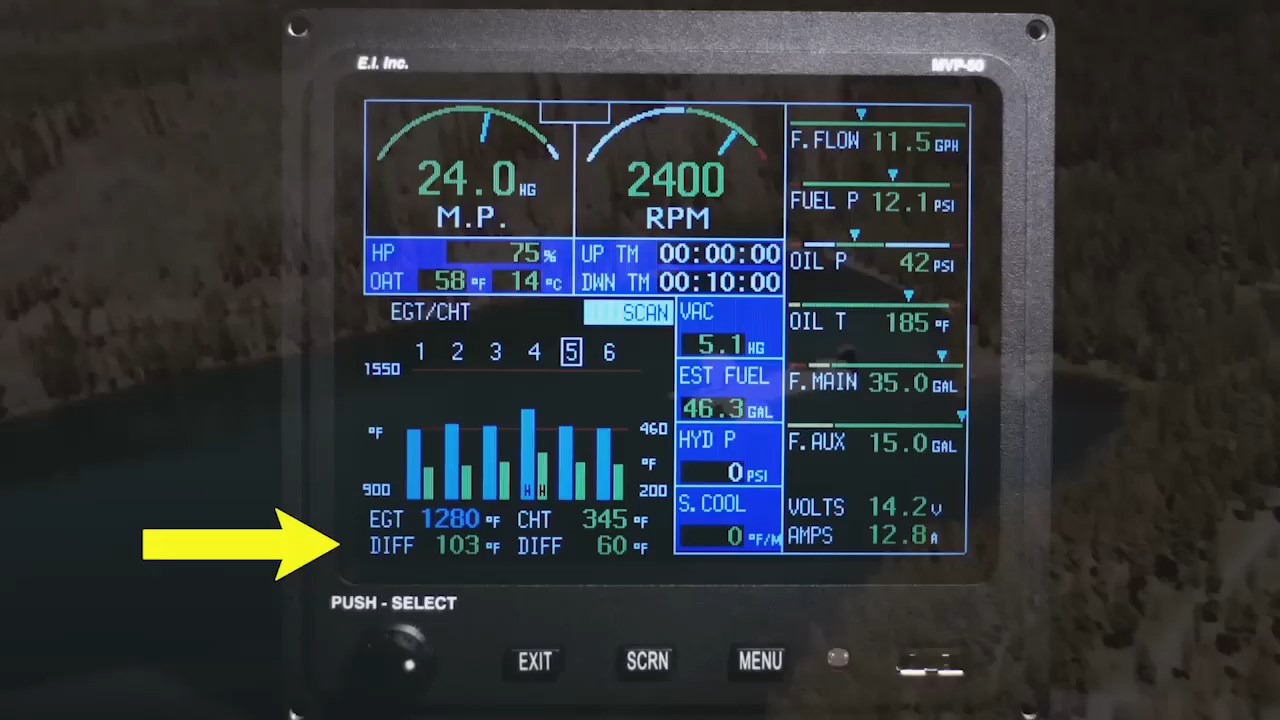 E.I. Inc. MVP-50
24.0 HG
M.P.
2400
RPM
HP 75 %
OAT 58 °F 14 °C
UP TM 00:00:00
DWN TM 00:10:00
EGT/CHT SCAN
1 2 3 4 5 6
1550
°F
900
460
°F
200
H H
EGT 1280 °F CHT 345 °F
DIFF 103 °F DIFF 60 °F
VAC
5.1 HG
EST FUEL
46.3 GAL
HYD P
0 PSI
S.COOL
0 °F/M
F.FLOW 11.5 GPH
FUEL P 12.1 PSI
OIL P 42 PSI
OIL T 185 °F
F.MAIN 35.0 GAL
F.AUX 15.0 GAL
VOLTS 14.2 V
AMPS 12.8 A
PUSH - SELECT
EXIT SCRN MENU